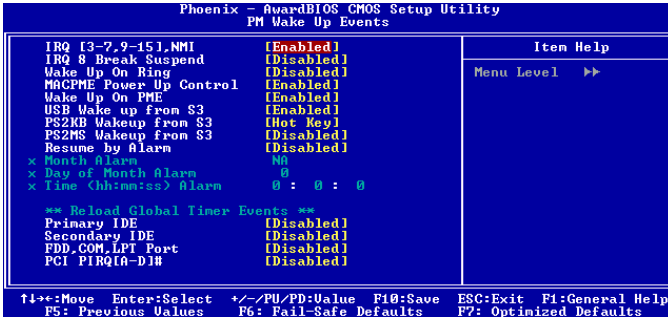 Phoenix - AwardBIOS CMOS Setup Utility
PM Wake Up Events
IRQ [3-7,9-15],NMI [Enabled]
IRQ 8 Break Suspend [Disabled]
Wake Up On Ring [Disabled]
MACPME Power Up Control [Enabled]
Wake Up On PME [Enabled]
USB Wake up from S3 [Enabled]
PS2KB Wakeup from S3 [Hot Key]
PS2MS Wakeup from S3 [Disabled]
Resume by Alarm [Disabled]
x Month Alarm NA
x Day of Month Alarm 0
x Time (hh:mm:ss) Alarm 0 : 0 : 0
** Reload Global Timer Events **
Primary IDE [Disabled]
Secondary IDE [Disabled]
FDD,COM,LPT Port [Disabled]
PCI PIRQ[A-D]# [Disabled]
Item Help
Menu Level ▶▶
↑↓→←:Move Enter:Select +/-/PU/PD:Value F10:Save ESC:Exit F1:General Help
F5: Previous Values F6: Fail-Safe Defaults F7: Optimized Defaults